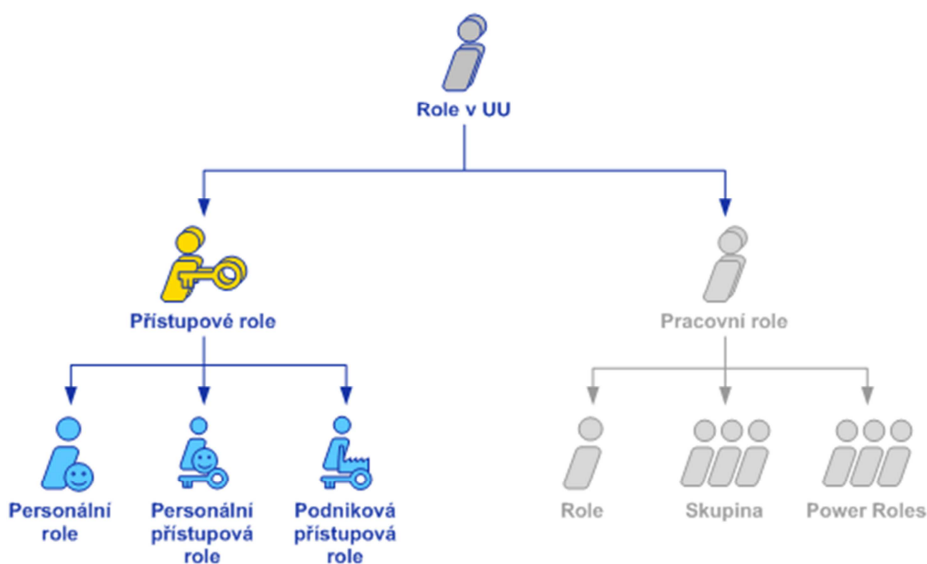 Role v UU
Přístupové role
Pracovní role
Personální
role
Personální
přístupová
role
Podniková
přístupová
role
Role
Skupina
Power Roles